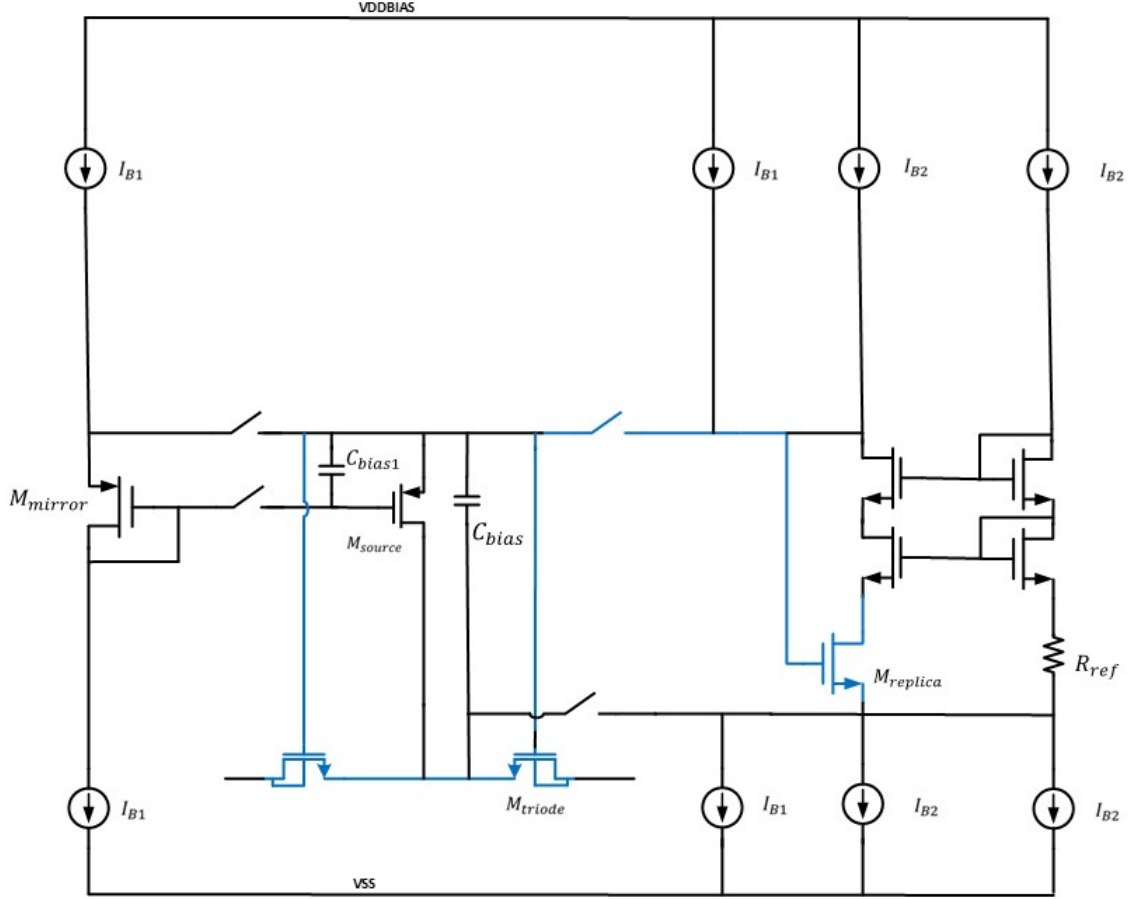 VDDBIAS
I_{B1}
I_{B1}
I_{B2}
I_{B2}
C_{bias1}
M_{mirror}
M_{source}
C_{bias}
R_{ref}
M_{replica}
M_{triode}
I_{B1}
I_{B1}
I_{B2}
I_{B2}
VSS